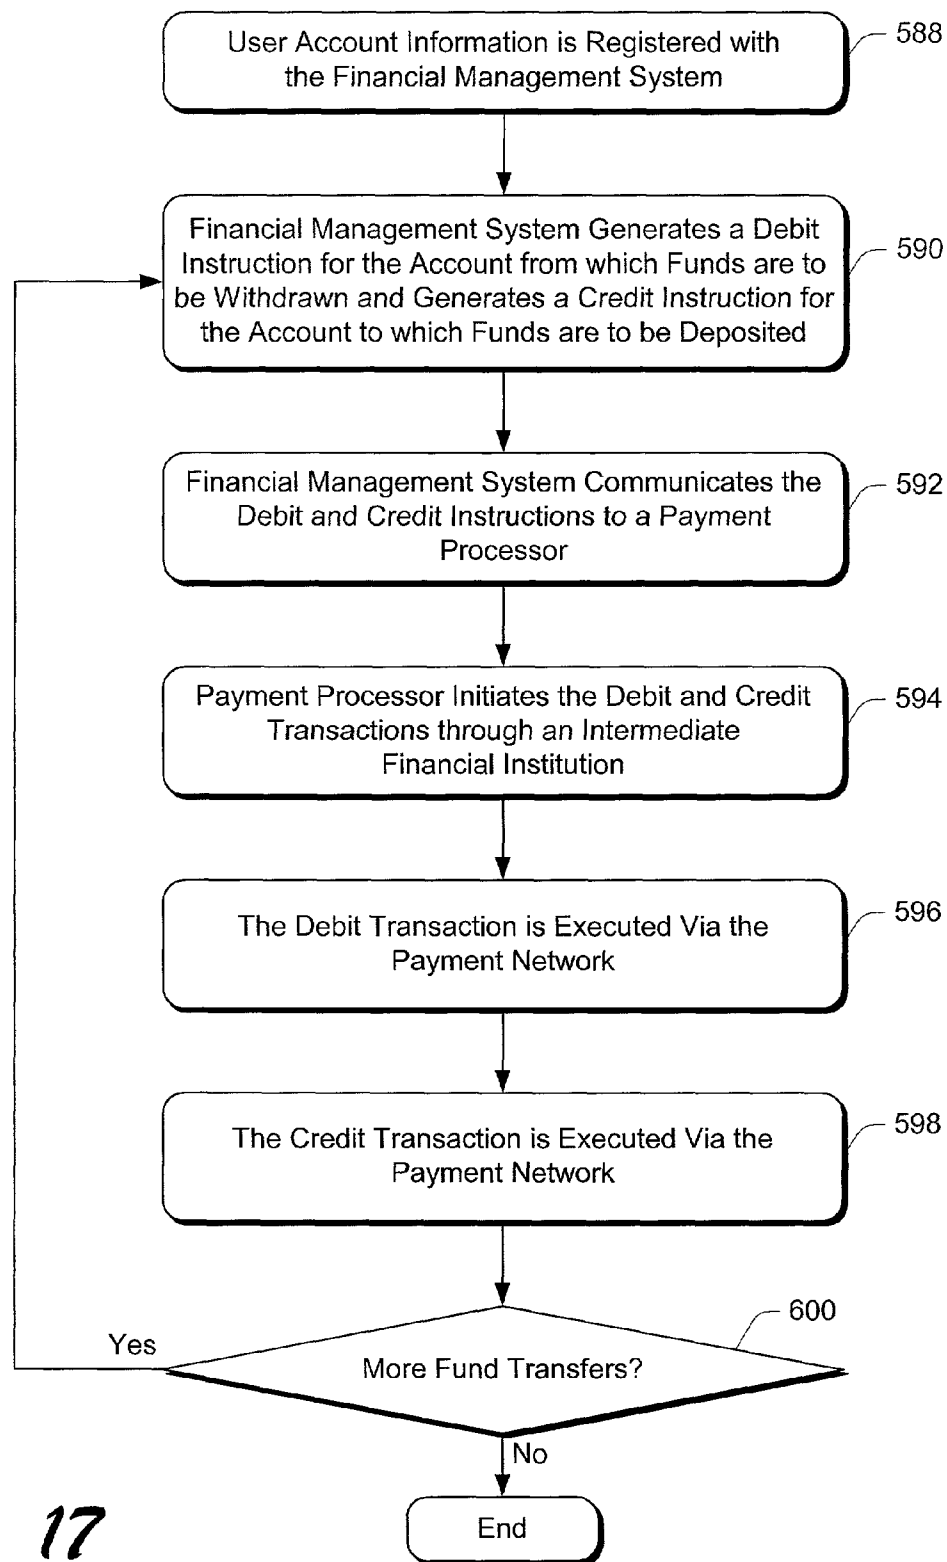 User Account Information is Registered with
the Financial Management System
588
Financial Management System Generates a Debit
Instruction for the Account from which Funds are to
be Withdrawn and Generates a Credit Instruction for
the Account to which Funds are to be Deposited
590
Financial Management System Communicates the
Debit and Credit Instructions to a Payment
Processor
592
Payment Processor Initiates the Debit and Credit
Transactions through an Intermediate
Financial Institution
594
The Debit Transaction is Executed Via the
Payment Network
596
The Credit Transaction is Executed Via the
Payment Network
598
600
Yes
More Fund Transfers?
No
End
17